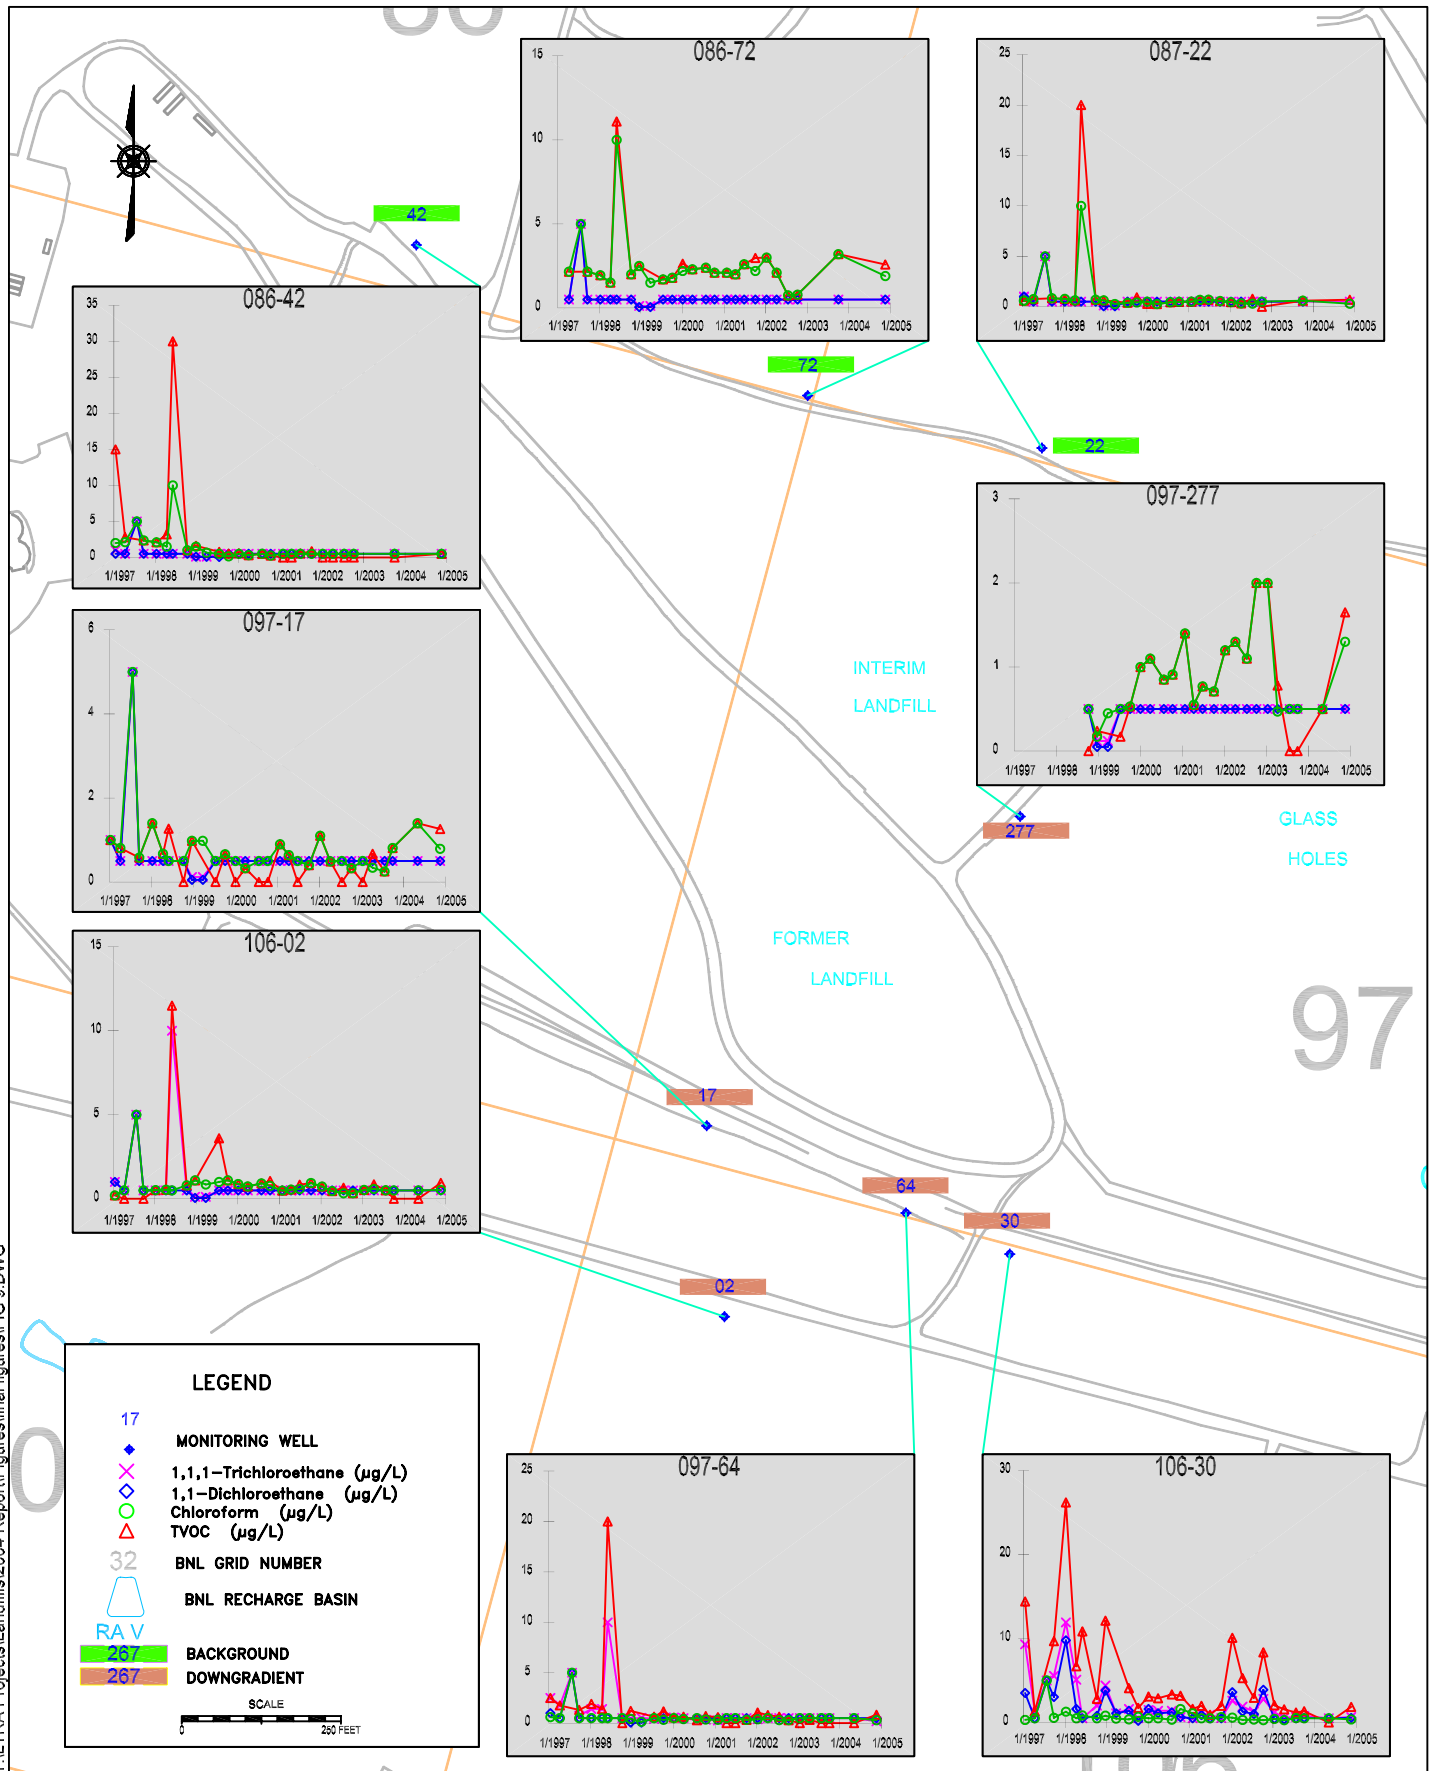 086-72
15
10
5
0
1/1997 1/1998 1/1999 1/2000 1/2001 1/2002 1/2003 1/2004 1/2005
087-22
25
20
15
10
5
0
1/1997 1/1998 1/1999 1/2000 1/2001 1/2002 1/2003 1/2004 1/2005
42
086-42
35
30
25
20
15
10
5
0
1/1997 1/1998 1/1999 1/2000 1/2001 1/2002 1/2003 1/2004 1/2005
72
22
097-277
3
2
1
0
1/1997 1/1998 1/1999 1/2000 1/2001 1/2002 1/2003 1/2004 1/2005
097-17
6
4
2
0
1/1997 1/1998 1/1999 1/2000 1/2001 1/2002 1/2003 1/2004 1/2005
INTERIM
LANDFILL
277
GLASS
HOLES
106-02
15
10
5
0
1/1997 1/1998 1/1999 1/2000 1/2001 1/2002 1/2003 1/2004 1/2005
FORMER
LANDFILL
97
17
64
30
02
LEGEND
17
MONITORING WELL
1,1,1-Trichloroethane (µg/L)
1,1-Dichloroethane (µg/L)
Chloroform (µg/L)
TVOC (µg/L)
32 BNL GRID NUMBER
BNL RECHARGE BASIN
RA V
267 BACKGROUND
267 DOWNGRADIENT
SCALE
0 250 FEET
097-64
25
20
15
10
5
0
1/1997 1/1998 1/1999 1/2000 1/2001 1/2002 1/2003 1/2004 1/2005
106-30
30
20
10
0
1/1997 1/1998 1/1999 1/2000 1/2001 1/2002 1/2003 1/2004 1/2005